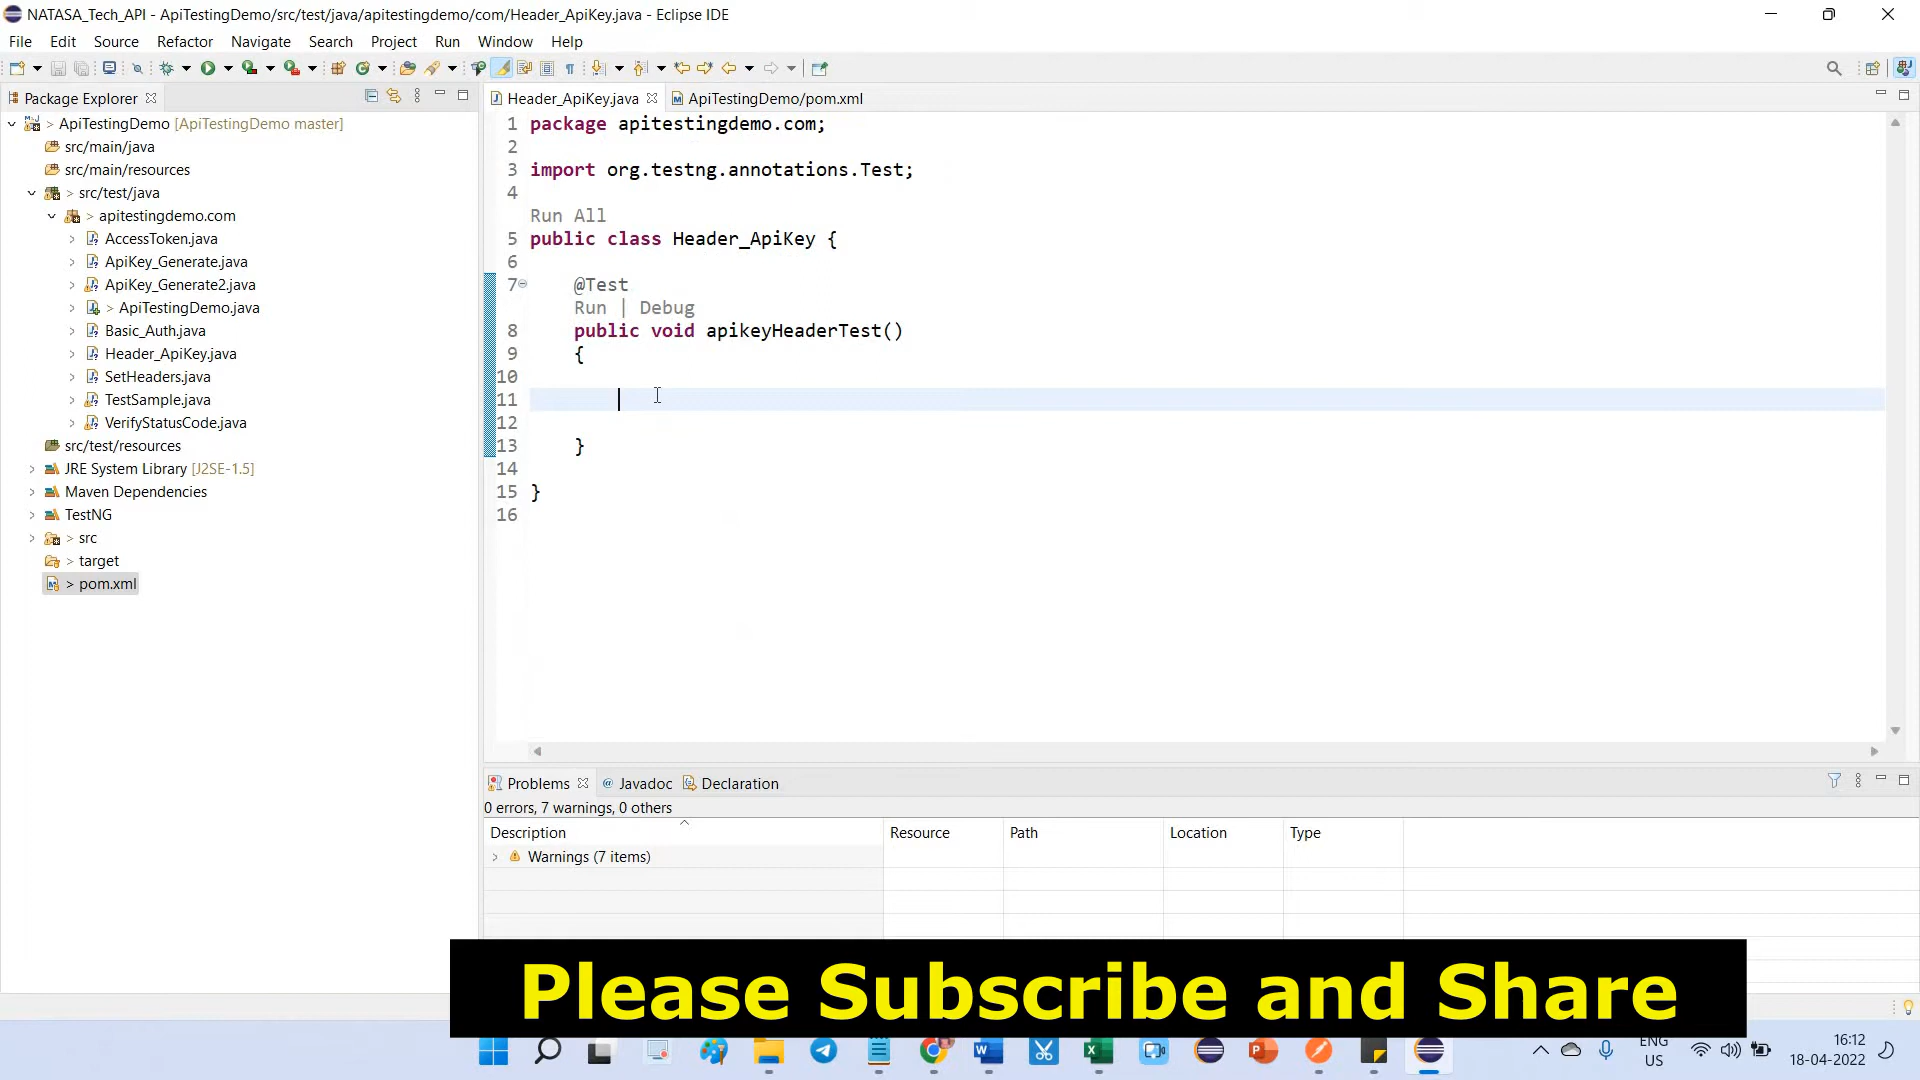 NATASA_Tech_API - ApiTestingDemo/src/test/java/apitestingdemo/com/Header_ApiKey.java - Eclipse IDE
File Edit Source Refactor Navigate Search Project Run Window Help
Package Explorer
> ApiTestingDemo [ApiTestingDemo master]
src/main/java
src/main/resources
> src/test/java
> apitestingdemo.com
AccessToken.java
ApiKey_Generate.java
ApiKey_Generate2.java
> ApiTestingDemo.java
Basic_Auth.java
Header_ApiKey.java
SetHeaders.java
TestSample.java
VerifyStatusCode.java
src/test/resources
JRE System Library [J2SE-1.5]
Maven Dependencies
TestNG
> src
> target
> pom.xml
Header_ApiKey.java ApiTestingDemo/pom.xml
1 package apitestingdemo.com;
2
3 import org.testng.annotations.Test;
4
Run All
5 public class Header_ApiKey {
6
7 @Test
Run | Debug
8 public void apikeyHeaderTest()
9 {
10
11
12
13 }
14
15 }
16
Problems Javadoc Declaration
0 errors, 7 warnings, 0 others
Description Resource Path Location Type
Warnings (7 items)
Please Subscribe and Share
ENG
US
16:12
18-04-2022